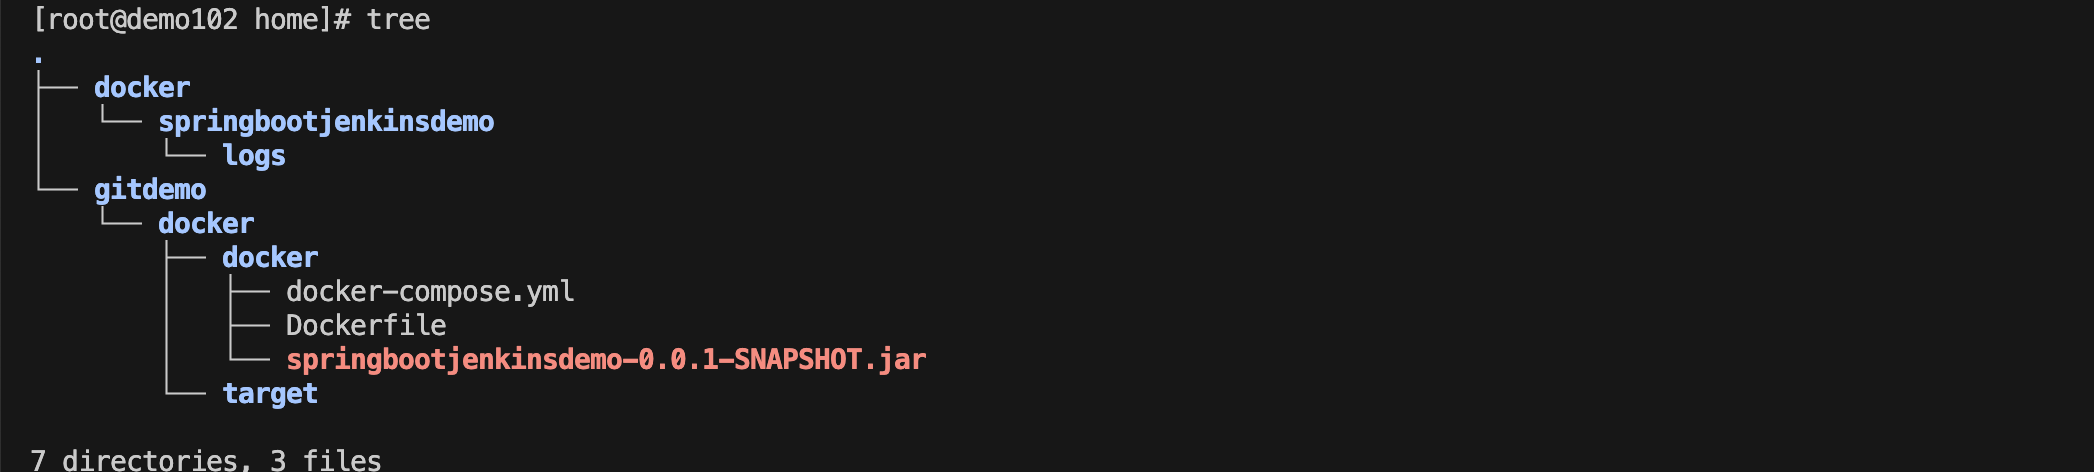 [root@demo102 home]# tree
.
├── docker
│   └── springbootjenkinsdemo
│       └── logs
└── gitdemo
    └── docker
        ├── docker
        │   ├── docker-compose.yml
        │   ├── Dockerfile
        │   └── springbootjenkinsdemo-0.0.1-SNAPSHOT.jar
        └── target
7 directories, 3 files